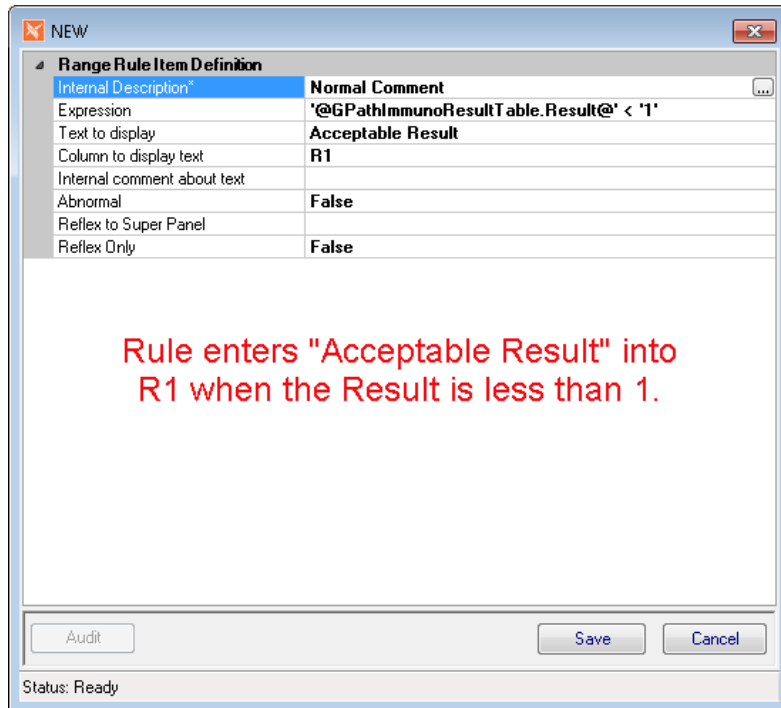 NEW
Range Rule Item Definition
Internal Description* Normal Comment ...
Expression '@GPathImmunoResultTable.Result@' < '1'
Text to display Acceptable Result
Column to display text R1
Internal comment about text
Abnormal False
Reflex to Super Panel
Reflex Only False
Rule enters "Acceptable Result" into
R1 when the Result is less than 1.
Audit Save Cancel
Status: Ready